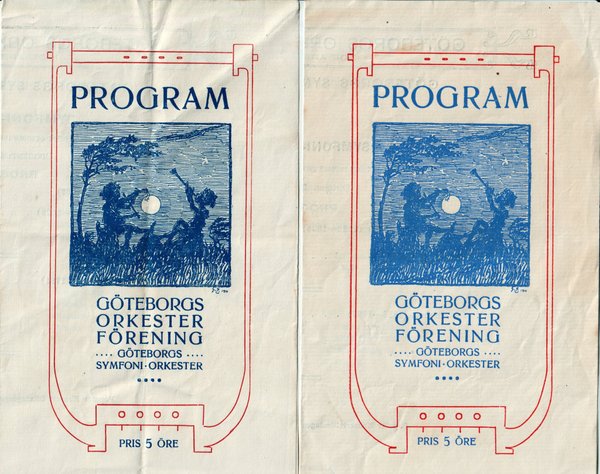 PROGRAM
GÖTEBORGS
ORKESTER
FÖRENING
.... GÖTEBORGS ....
SYMFONI·ORKESTER
PRIS 5 ÖRE
PROGRAM
GÖTEBORGS
ORKESTER
FÖRENING
.... GÖTEBORGS ....
SYMFONI·ORKESTER
PRIS 5 ÖRE